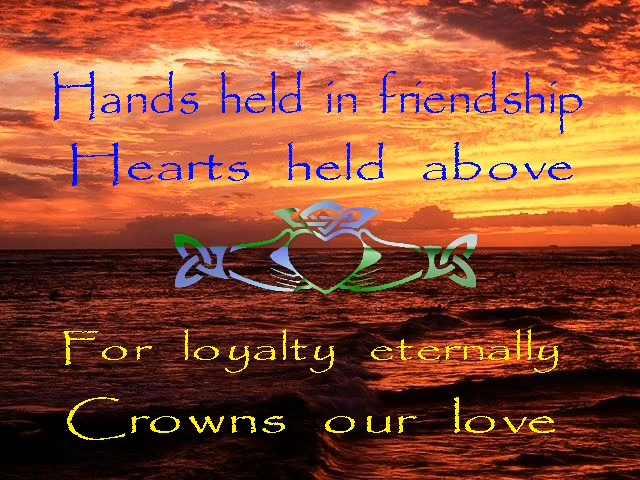 Hands held in friendship
Hearts held above
For loyalty eternally
Crowns our love